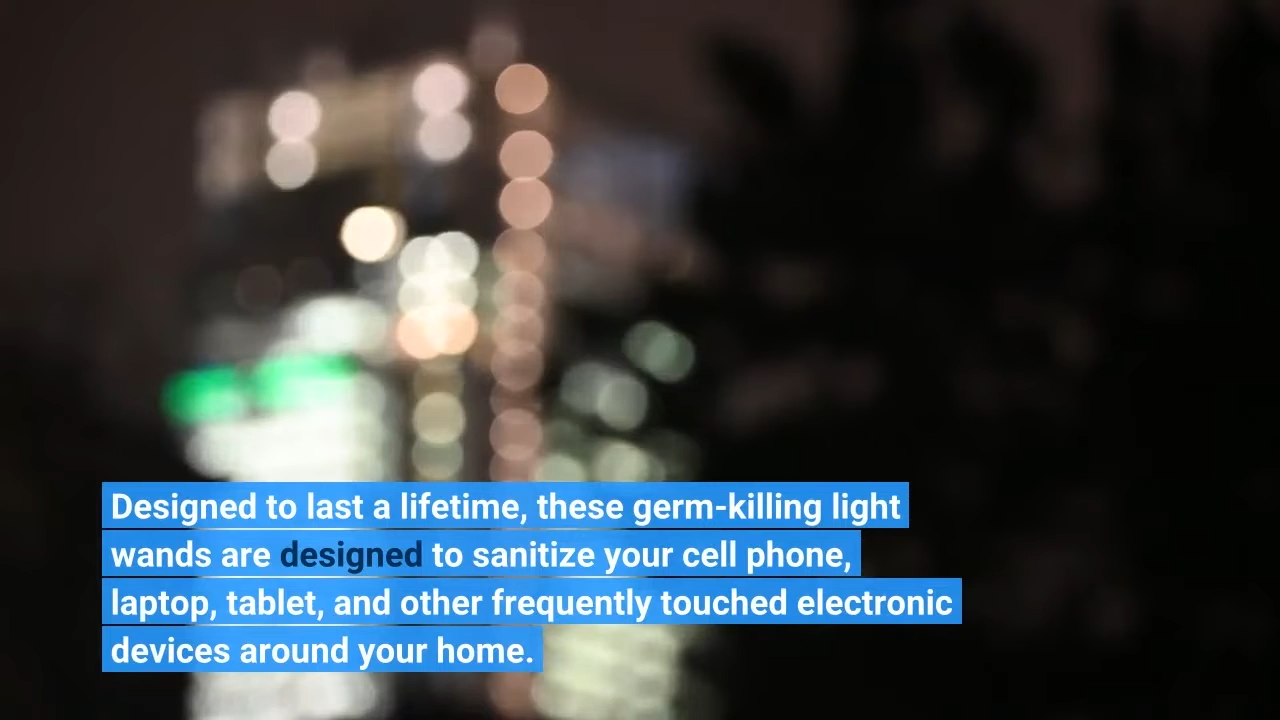 Designed to last a lifetime, these germ-killing light
wands are designed to sanitize your cell phone,
laptop, tablet, and other frequently touched electronic
devices around your home.